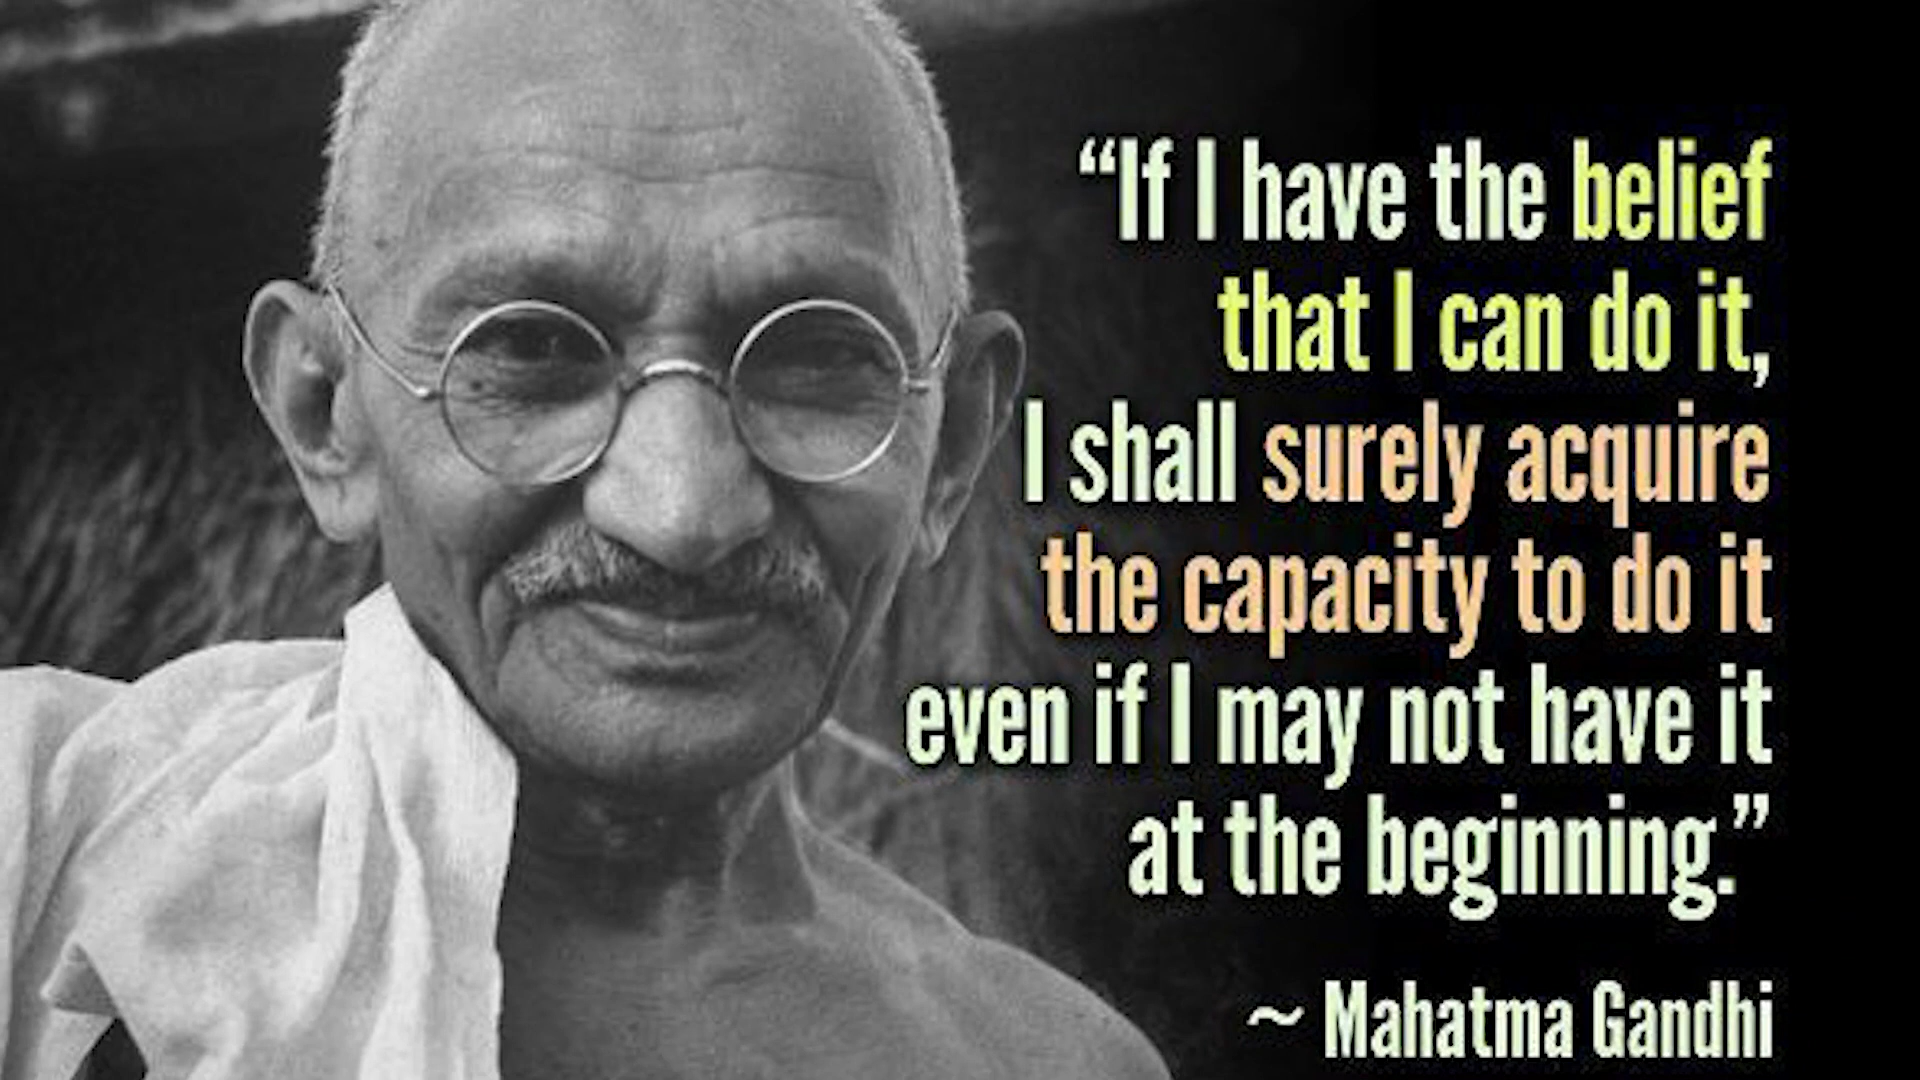 “If I have the belief
that I can do it,
I shall surely acquire
the capacity to do it
even if I may not have it
at the beginning.”
~ Mahatma Gandhi